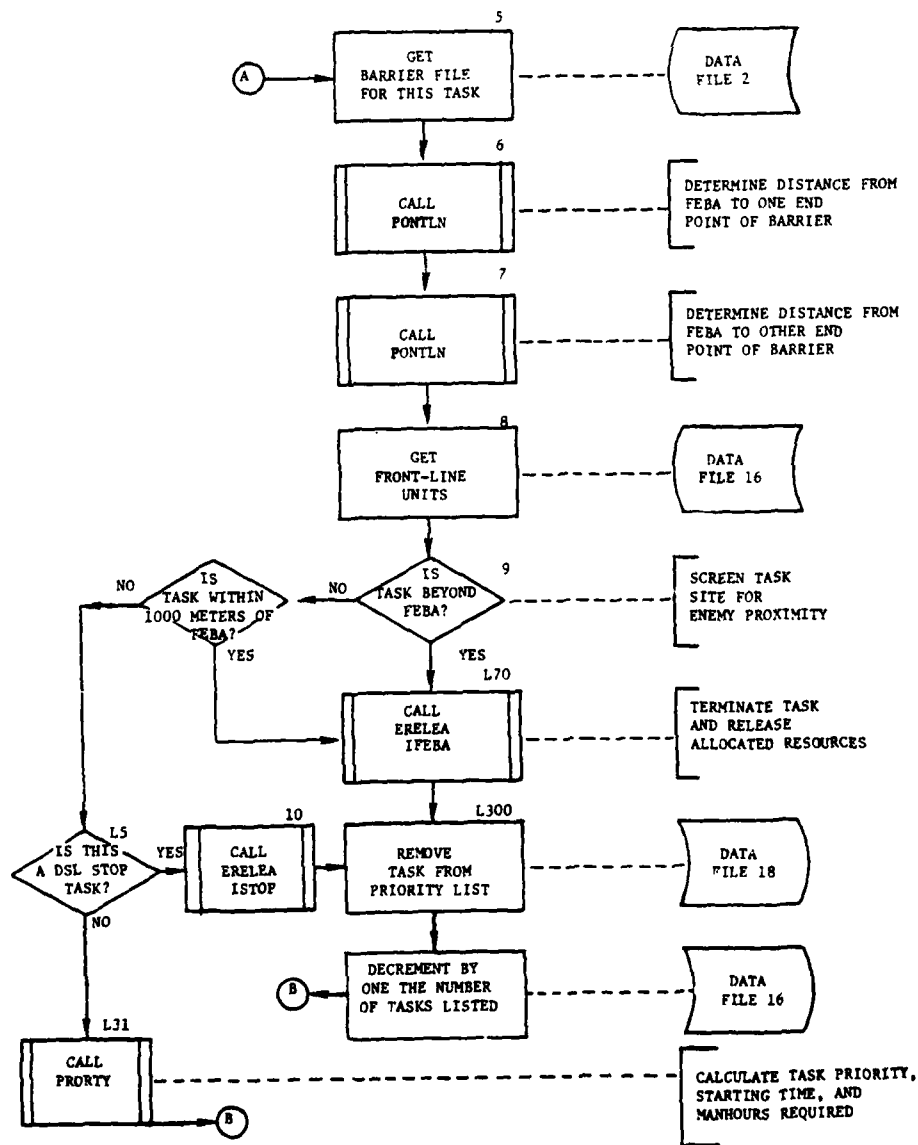 5
GET
BARRIER FILE
FOR THIS TASK
A
DATA
FILE 2
6
CALL
PONTLN
DETERMINE DISTANCE FROM
FEBA TO ONE END
POINT OF BARRIER
7
CALL
PONTLN
DETERMINE DISTANCE FROM
FEBA TO OTHER END
POINT OF BARRIER
8
GET
FRONT-LINE
UNITS
DATA
FILE 16
9
IS
TASK BEYOND
FEBA?
NO
IS
TASK WITHIN
1000 METERS OF
FEBA?
NO
YES
YES
SCREEN TASK
SITE FOR
ENEMY PROXIMITY
L70
CALL
ERELEA
IFEBA
TERMINATE TASK
AND RELEASE
ALLOCATED RESOURCES
L5
IS THIS
A DSL STOP
TASK?
YES
NO
10
CALL
ERELEA
ISTOP
L300
REMOVE
TASK FROM
PRIORITY LIST
DATA
FILE 18
B
DECREMENT BY
ONE THE NUMBER
OF TASKS LISTED
DATA
FILE 16
L31
CALL
PRORTY
B
CALCULATE TASK PRIORITY,
STARTING TIME, AND
MANHOURS REQUIRED